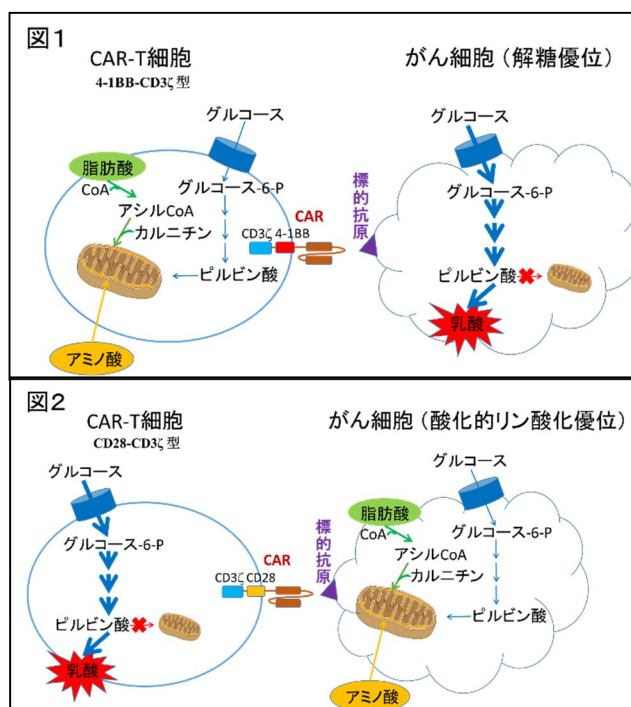 図1
CAR-T細胞
4-1BB-CD3ζ 型
がん細胞（解糖優位）
グルコース
脂肪酸
CoA
グルコース-6-P
アシルCoA
カルニチン
ピルビン酸
アミノ酸
CAR
CD3ζ 4-1BB
標的抗原
グルコース
グルコース-6-P
ピルビン酸
乳酸
図2
CAR-T細胞
CD28-CD3ζ 型
がん細胞（酸化的リン酸化優位）
グルコース
グルコース-6-P
ピルビン酸
乳酸
CAR
CD3ζ CD28
標的抗原
グルコース
脂肪酸
CoA
グルコース-6-P
アシルCoA
カルニチン
ピルビン酸
アミノ酸